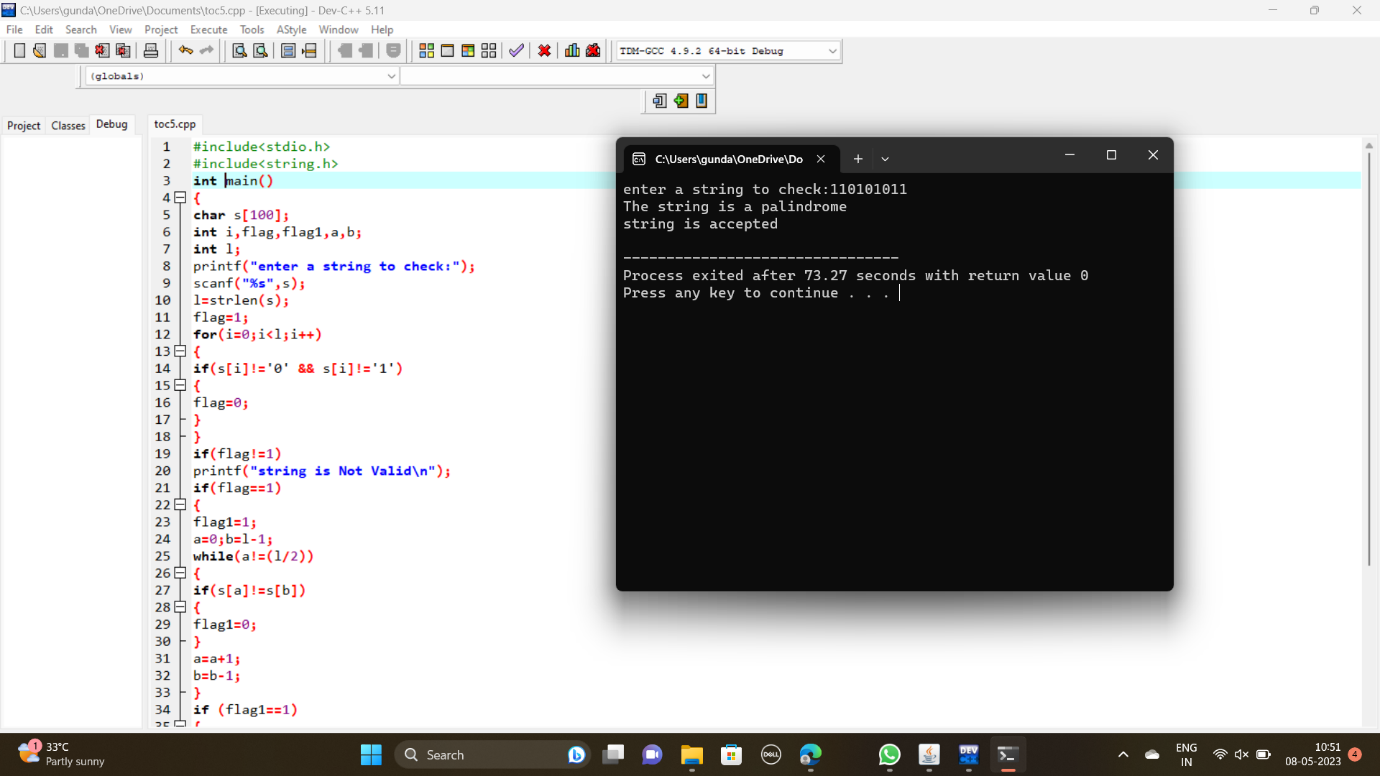 C:\Users\gunda\OneDrive\Documents\toc5.cpp - [Executing] - Dev-C++ 5.11
File Edit Search View Project Execute Tools AStyle Window Help
TDM-GCC 4.9.2 64-bit Debug
(globals)
Project Classes Debug
toc5.cpp
1 #include<stdio.h>
2 #include<string.h>
3 int main()
4 {
5 char s[100];
6 int i,flag,flag1,a,b;
7 int l;
8 printf("enter a string to check:");
9 scanf("%s",s);
10 l=strlen(s);
11 flag=1;
12 for(i=0;i<l;i++)
13 {
14 if(s[i]!='0' && s[i]!='1')
15 {
16 flag=0;
17 }
18 }
19 if(flag!=1)
20 printf("string is Not Valid\n");
21 if(flag==1)
22 {
23 flag1=1;
24 a=0;b=l-1;
25 while(a!=(l/2))
26 {
27 if(s[a]!=s[b])
28 {
29 flag1=0;
30 }
31 a=a+1;
32 b=b-1;
33 }
34 if (flag1==1)
35 {
C:\Users\gunda\OneDrive\Do
enter a string to check:110101011
The string is a palindrome
string is accepted
--------------------------------
Process exited after 73.27 seconds with return value 0
Press any key to continue . . .
1
33°C
Partly sunny
Search
DELL
DEV
ENG
IN
10:51
08-05-2023
4